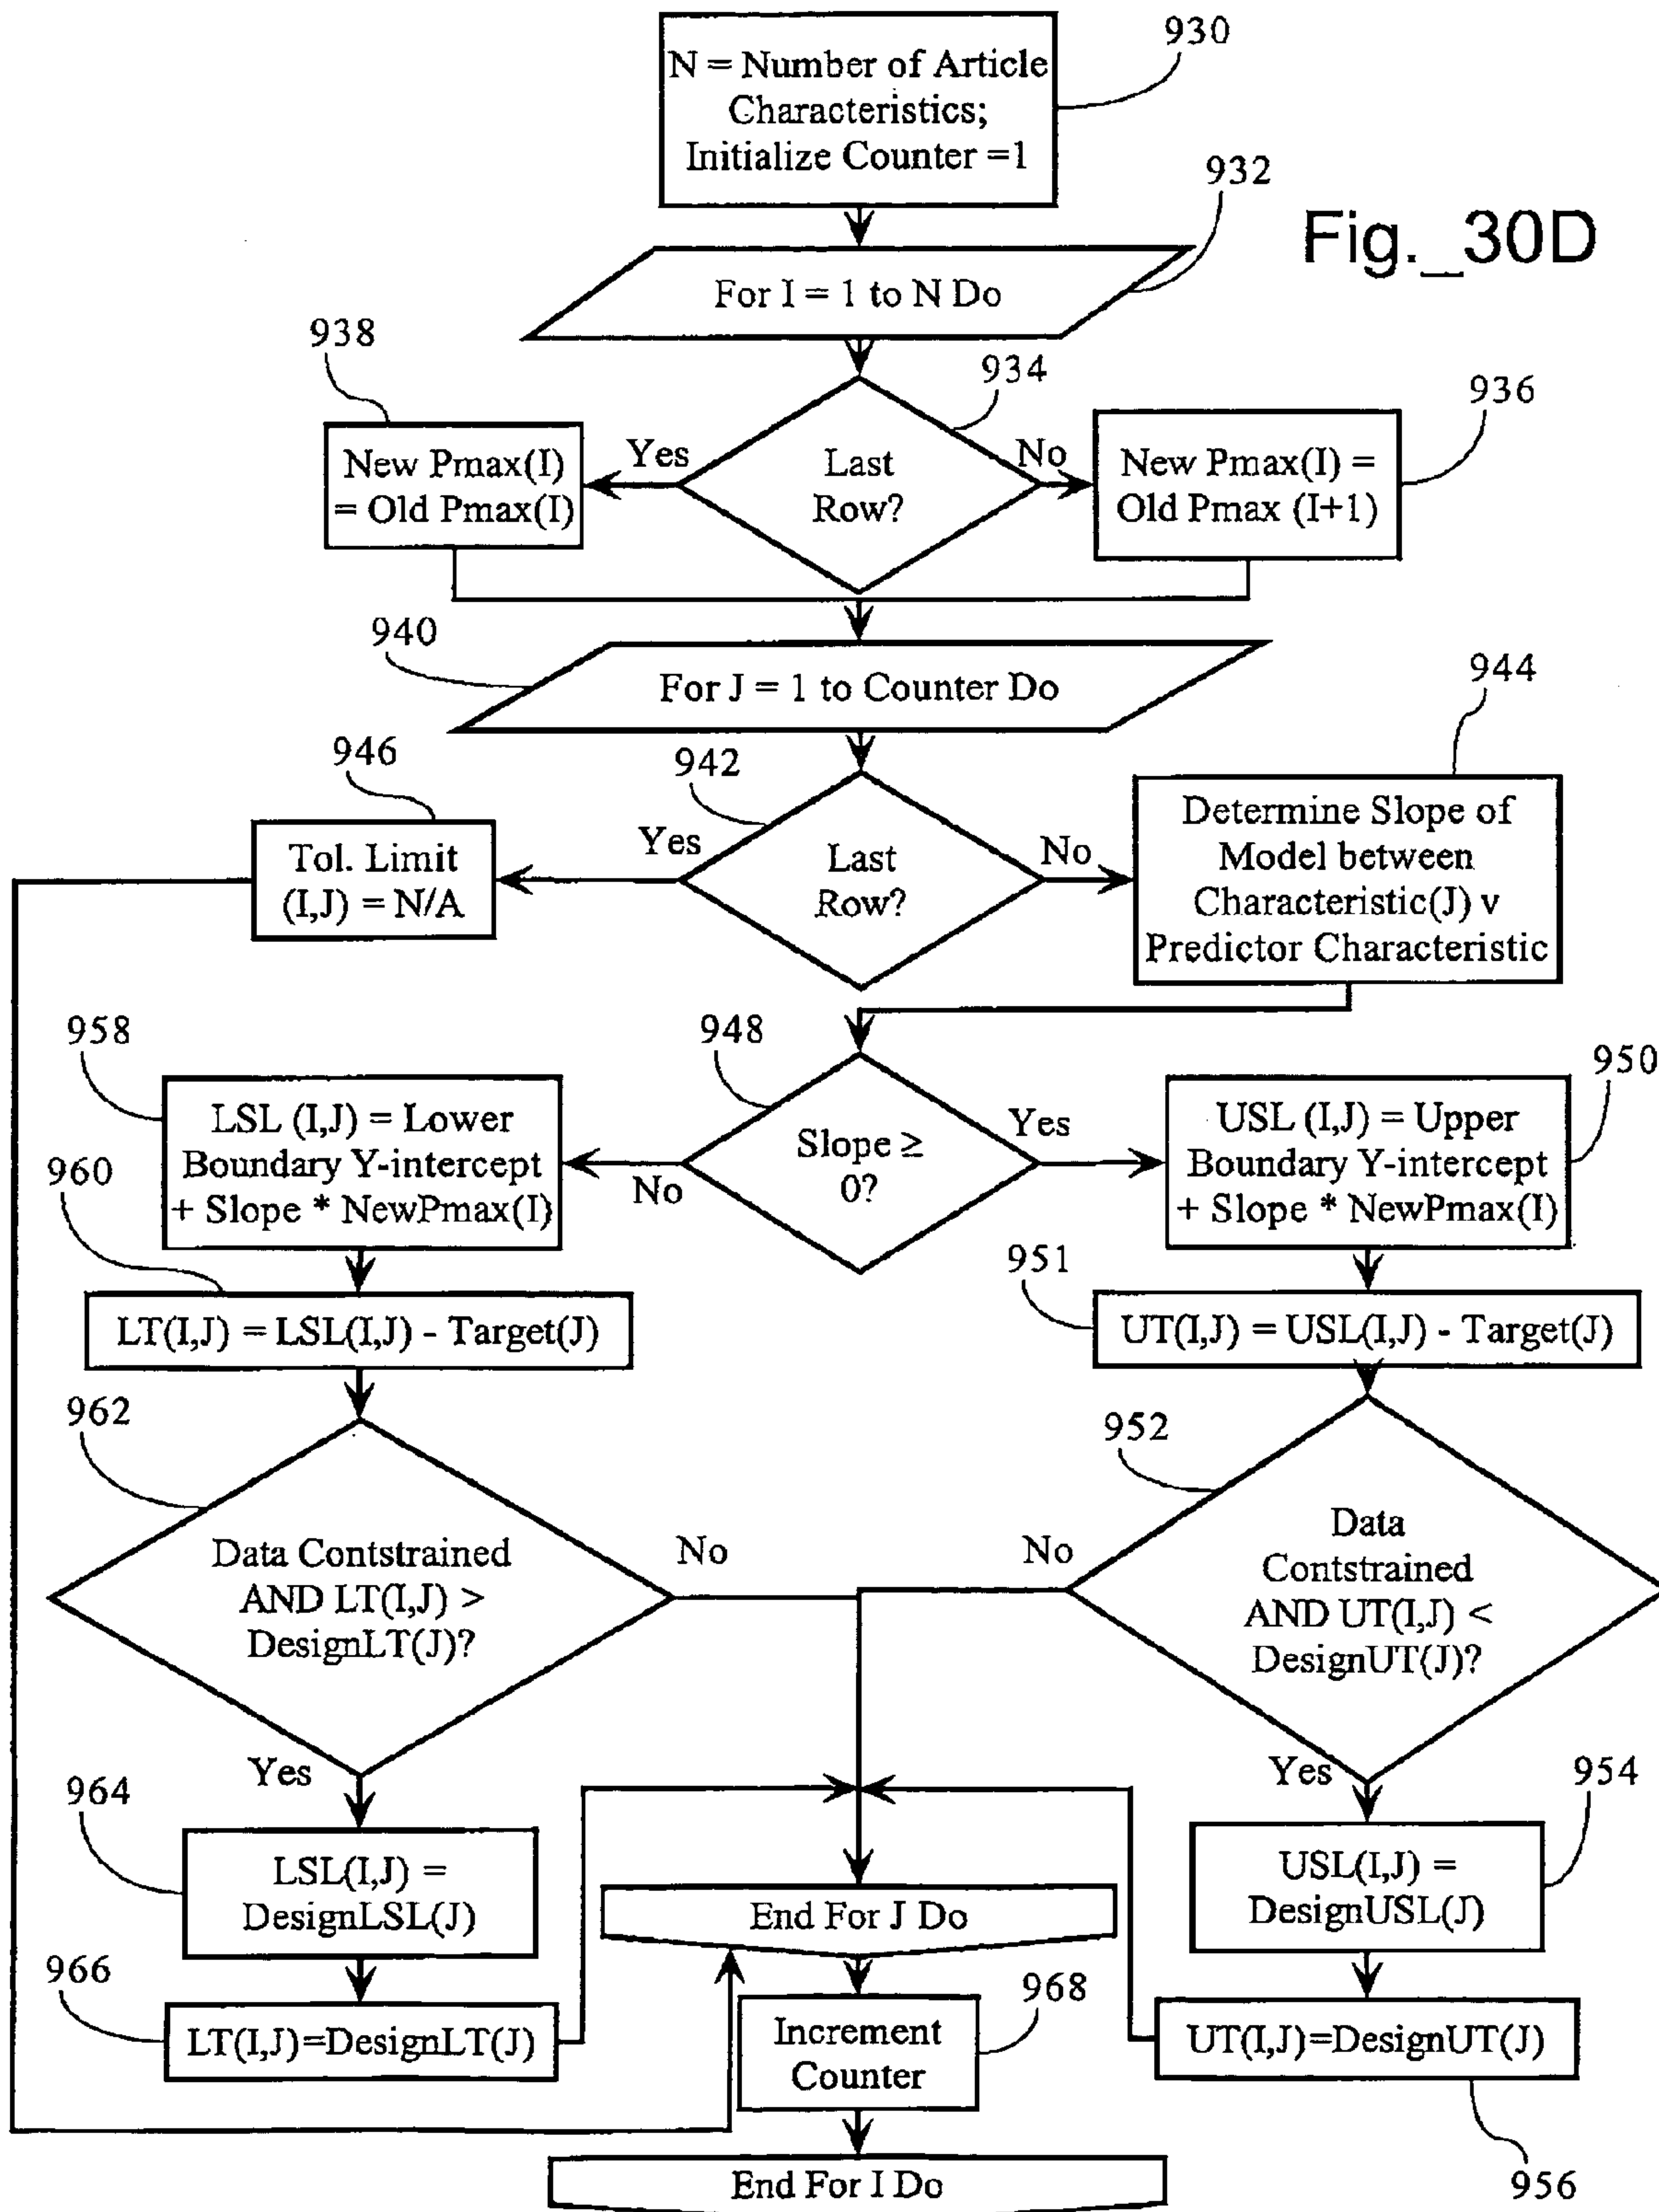 930
N = Number of Article
Characteristics;
Initialize Counter =1
932
Fig._30D
For I = 1 to N Do
938
934
936
New Pmax(I)
= Old Pmax(I)
Yes
Last
Row?
No
New Pmax(I) =
Old Pmax (I+1)
940
For J = 1 to Counter Do
944
946
942
Tol. Limit
(I,J) = N/A
Yes
Last
Row?
No
Determine Slope of
Model between
Characteristic(J) v
Predictor Characteristic
958
948
950
LSL (I,J) = Lower
Boundary Y-intercept
+ Slope * NewPmax(I)
No
Slope ≥
0?
Yes
USL (I,J) = Upper
Boundary Y-intercept
+ Slope * NewPmax(I)
960
951
LT(I,J) = LSL(I,J) - Target(J)
UT(I,J) = USL(I,J) - Target(J)
962
952
Data Contstrained
AND LT(I,J) >
DesignLT(J)?
No
No
Data
Contstrained
AND UT(I,J) <
DesignUT(J)?
Yes
Yes
964
954
LSL(I,J) =
DesignLSL(J)
End For J Do
USL(I,J) =
DesignUSL(J)
966
968
LT(I,J)=DesignLT(J)
Increment
Counter
UT(I,J)=DesignUT(J)
End For I Do
956